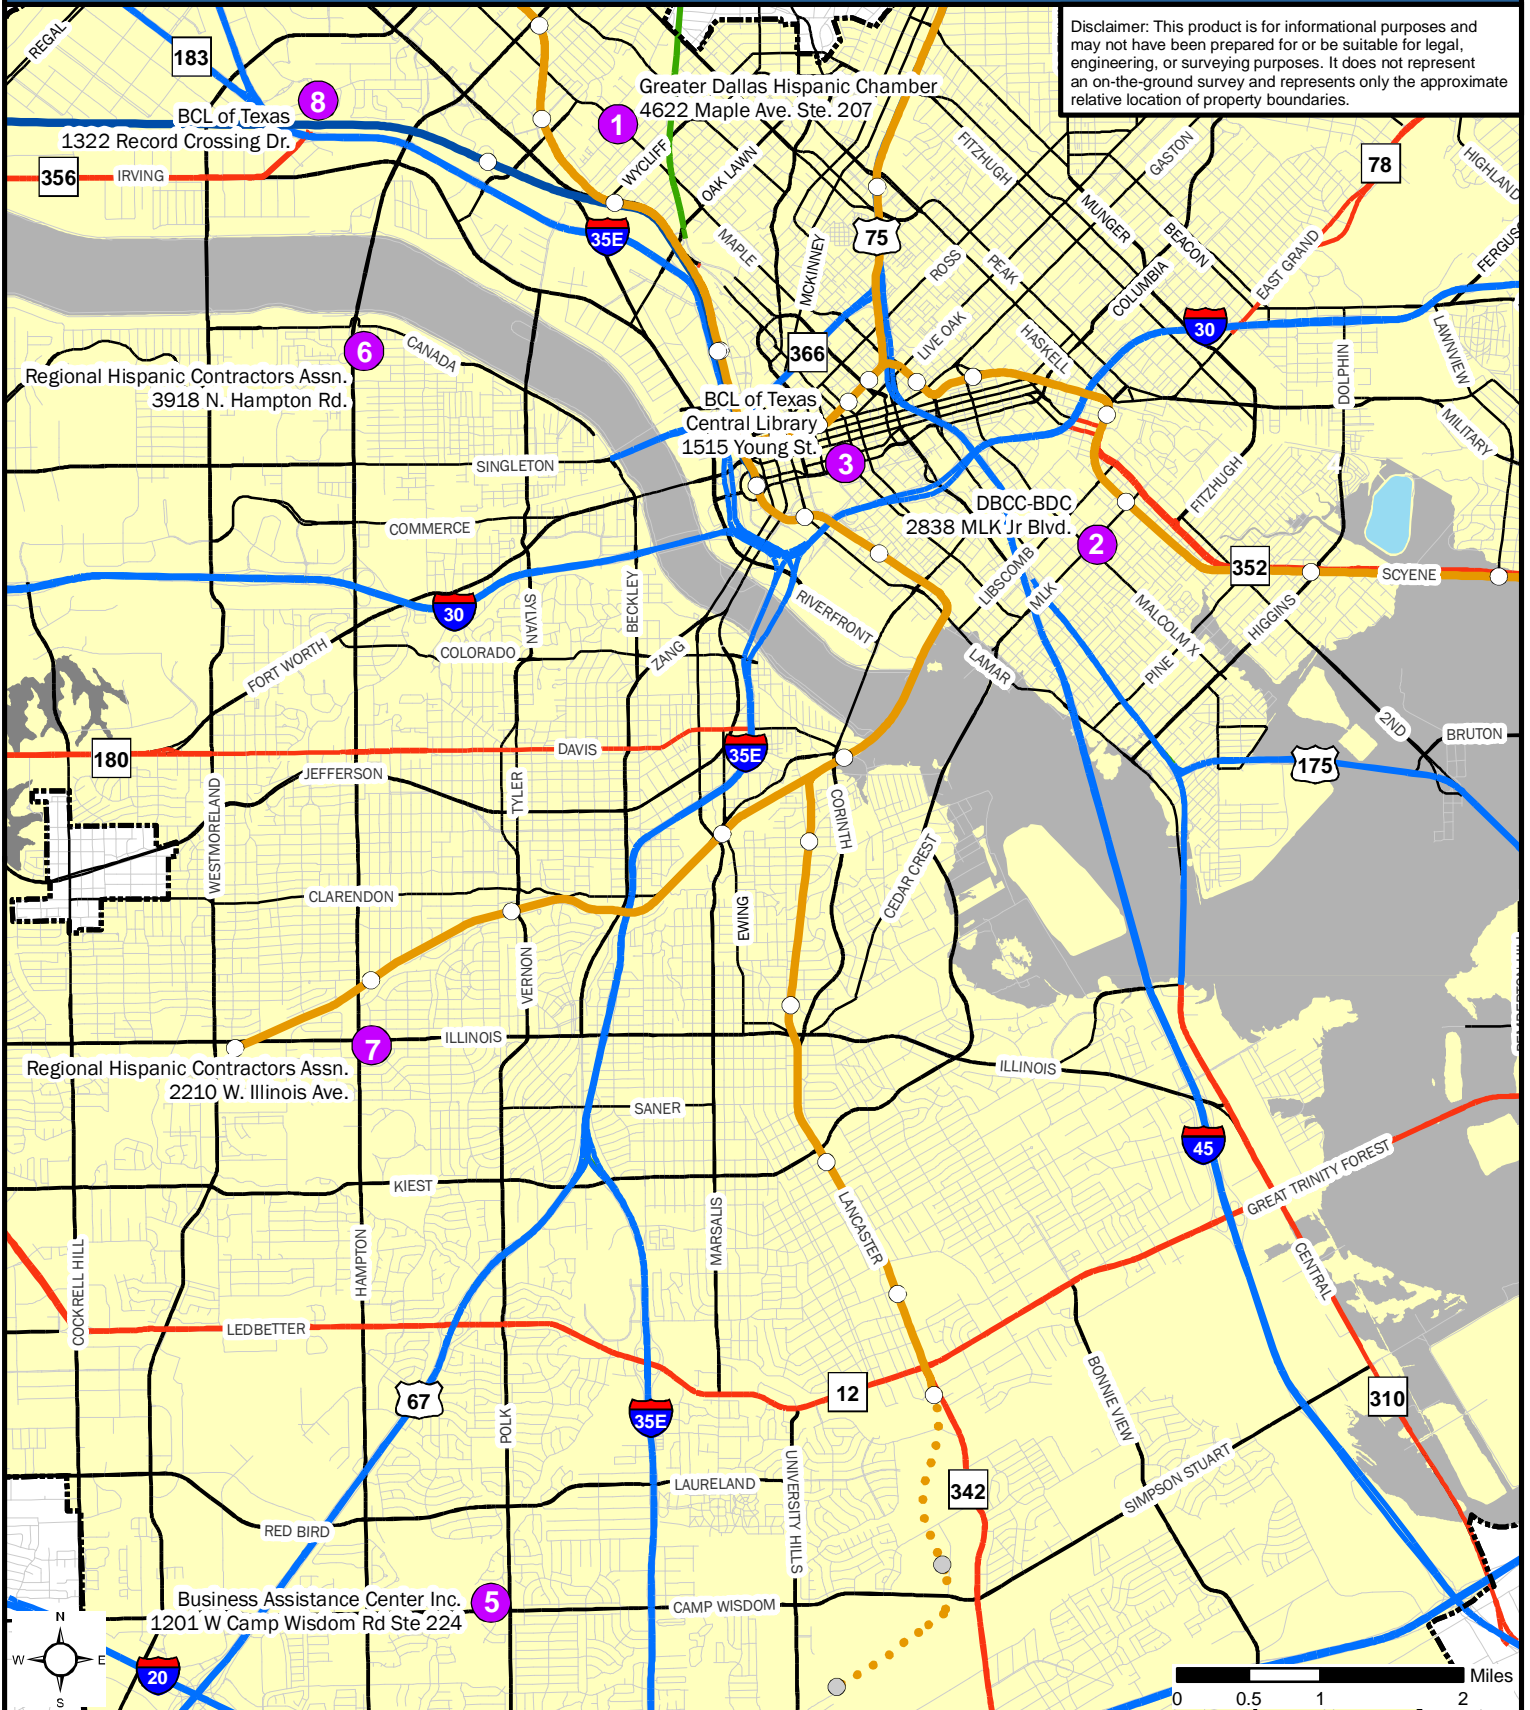 Disclaimer: This product is for informational purposes and
may not have been prepared for or be suitable for legal,
engineering, or surveying purposes. It does not represent
an on-the-ground survey and represents only the approximate
relative location of property boundaries.
REGAL
183
8
BCL of Texas
1322 Record Crossing Dr.
Greater Dallas Hispanic Chamber
4622 Maple Ave. Ste. 207
1
356
IRVING
WYCLIFF
OAK LAWN
FITZHUGH
GASTON
78
HIGHLAND
MUNGER
BEACON
35E
MAPLE
MCKINNEY
75
ROSS
PEAK
COLUMBIA
EAST GRAND
30
LAWNVIEW
6
CANADA
Regional Hispanic Contractors Assn.
3918 N. Hampton Rd.
366
LIVE OAK
HASKELL
DOLPHIN
MILITARY
BCL of Texas
Central Library
1515 Young St.
3
SINGLETON
FITZHUGH
COMMERCE
DBCC-BDC
2838 MLK Jr Blvd.
2
352
SCYENE
30
SYLVAN
BECKLEY
RIVERFRONT
LIBSCOMB
MLK
MALCOLM X
HIGGINS
FORT WORTH
COLORADO
ZANG
LAMAR
PINE
2ND
BRUTON
180
DAVIS
35E
175
JEFFERSON
TYLER
WESTMORELAND
CORINTH
CEDAR CREST
CLARENDON
EWING
VERNON
7
ILLINOIS
ILLINOIS
Regional Hispanic Contractors Assn.
2210 W. Illinois Ave.
SANER
45
KIEST
GREAT TRINITY FOREST
MARSALIS
LANCASTER
COCKRELL HILL
HAMPTON
CENTRAL
LEDBETTER
67
12
310
35E
BONNIE VIEW
POLK
LAURELAND
UNIVERSITY HILLS
342
SIMPSON STUART
RED BIRD
Business Assistance Center Inc.
1201 W Camp Wisdom Rd Ste 224
5
CAMP WISDOM
N
W
E
S
20
Miles
0 0.5 1 2